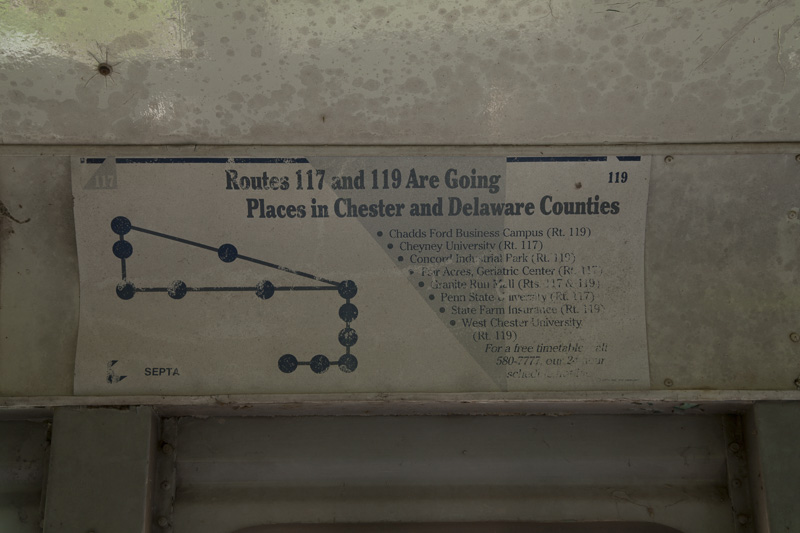 117
119
Routes 117 and 119 Are Going
Places in Chester and Delaware Counties
• Chadds Ford Business Campus (Rt. 119)
• Cheyney University (Rt. 117)
• Concord Industrial Park (Rt. 119)
• Fair Acres, Geriatric Center (Rt. 117)
• Granite Run Mall (Rts. 117 & 119)
• Penn State University (Rt. 117)
• State Farm Insurance (Rt. 119)
• West Chester University
(Rt. 119)
For a free timetable call
580-7777, our 24 hour
SEPTA